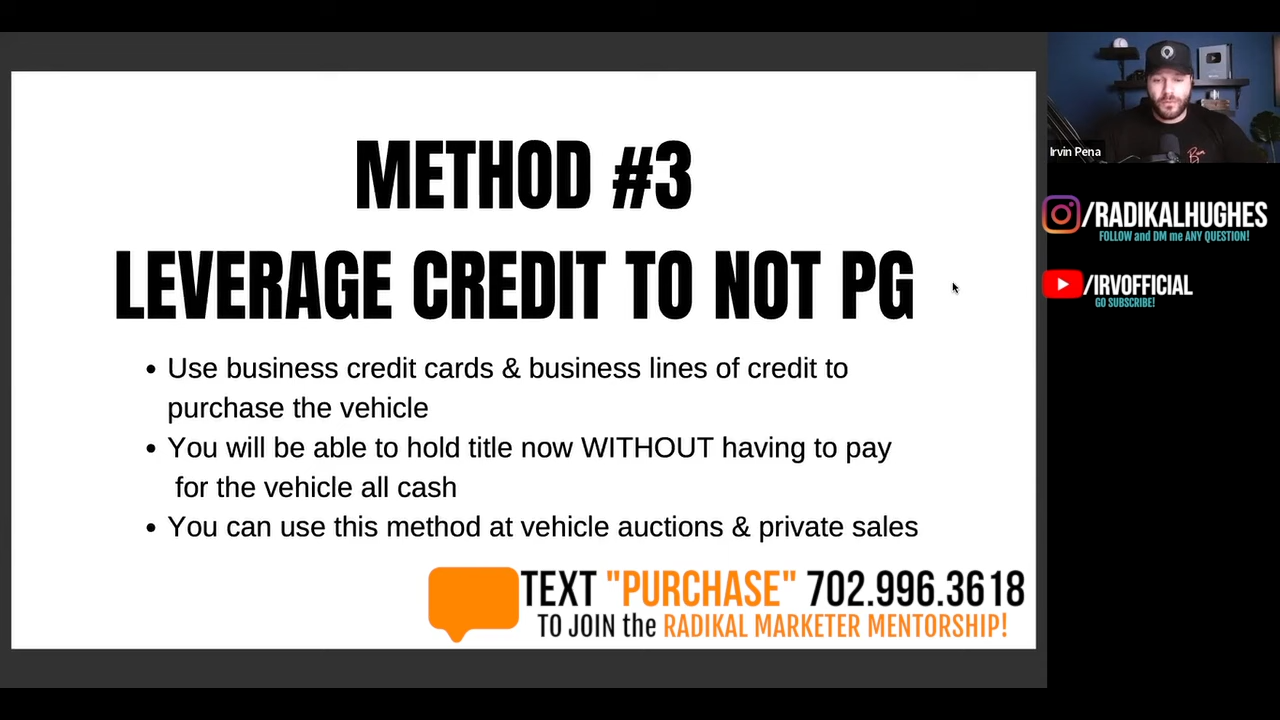 METHOD #3
LEVERAGE CREDIT TO NOT PG
• Use business credit cards & business lines of credit to
purchase the vehicle
• You will be able to hold title now WITHOUT having to pay
for the vehicle all cash
• You can use this method at vehicle auctions & private sales
TEXT "PURCHASE" 702.996.3618
TO JOIN the RADIKAL MARKETER MENTORSHIP!
Irvin Pena
/RADIKALHUGHES
FOLLOW and DM me ANY QUESTION!
/IRVOFFICIAL
GO SUBSCRIBE!